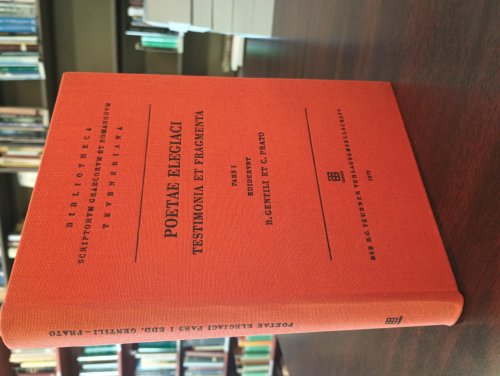 BIBLIOTHECA
SCRIPTORVM GRAECORVM ET ROMANORVM
TEVBNERIANA
POETAE ELEGIACI
TESTIMONIA ET FRAGMENTA
PARS I
EDIDERVNT
B. GENTILI ET C. PRATO
BSB B. G. TEUBNER VERLAGSGESELLSCHAFT
1979
POETAE ELEGIACI PARS I EDD. GENTILI–PRATO